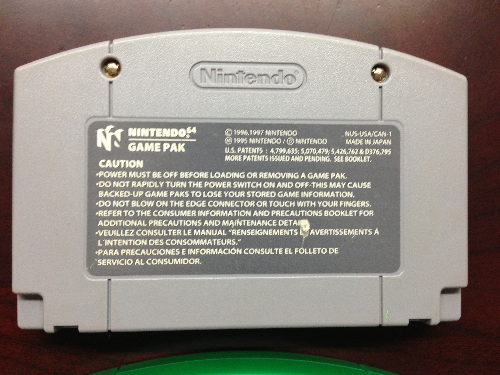 Nintendo®
NINTENDO 64
GAME PAK
© 1996,1997 NINTENDO
Ⓜ 1995 NINTENDO / Ⓟ NINTENDO
NUS-USA/CAN-1
MADE IN JAPAN
U.S. PATENTS : 4,799,635; 5,070,479; 5,426,762 & D376,795
MORE PATENTS ISSUED AND PENDING. SEE BOOKLET.
CAUTION
•POWER MUST BE OFF BEFORE LOADING OR REMOVING A GAME PAK.
•DO NOT RAPIDLY TURN THE POWER SWITCH ON AND OFF-THIS MAY CAUSE
BACKED-UP GAME PAKS TO LOSE YOUR STORED GAME INFORMATION.
•DO NOT BLOW ON THE EDGE CONNECTOR OR TOUCH WITH YOUR FINGERS.
•REFER TO THE CONSUMER INFORMATION AND PRECAUTIONS BOOKLET FOR
ADDITIONAL PRECAUTIONS AND MAINTENANCE
•VEUILLEZ CONSULTER LE MANUEL "RENSEIGNEMENTS AVERTISSEMENTS A
L'INTENTION DES CONSOMMATEURS."
•PARA PRECAUCIONES E INFORMACIÓN CONSULTE EL FOLLETO DE
SERVICIO AL CONSUMIDOR.